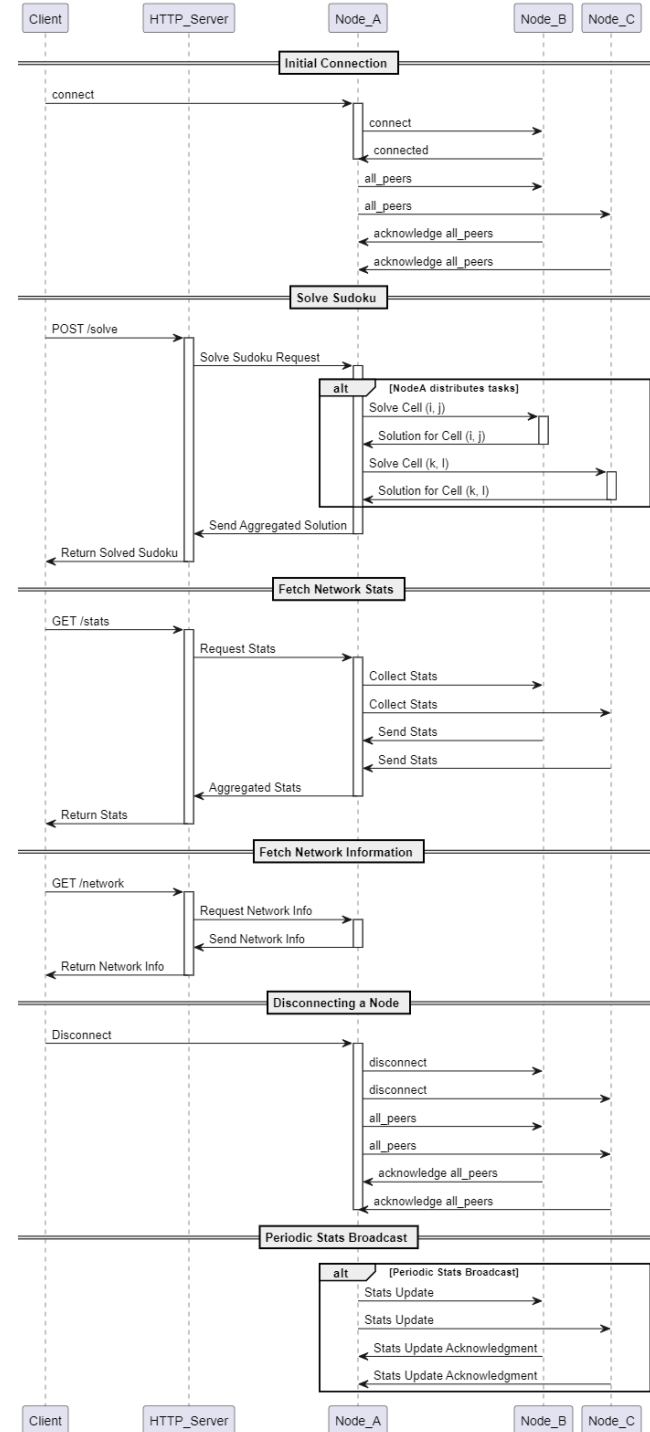 Client HTTP_Server Node_A Node_B Node_C
Initial Connection
connect
connect
connected
all_peers
all_peers
acknowledge all_peers
acknowledge all_peers
Solve Sudoku
POST /solve
Solve Sudoku Request
alt [NodeA distributes tasks]
Solve Cell (i, j)
Solution for Cell (i, j)
Solve Cell (k, l)
Solution for Cell (k, l)
Send Aggregated Solution
Return Solved Sudoku
Fetch Network Stats
GET /stats
Request Stats
Collect Stats
Collect Stats
Send Stats
Send Stats
Aggregated Stats
Return Stats
Fetch Network Information
GET /network
Request Network Info
Send Network Info
Return Network Info
Disconnecting a Node
Disconnect
disconnect
disconnect
all_peers
all_peers
acknowledge all_peers
acknowledge all_peers
Periodic Stats Broadcast
alt [Periodic Stats Broadcast]
Stats Update
Stats Update
Stats Update Acknowledgment
Stats Update Acknowledgment
Client HTTP_Server Node_A Node_B Node_C